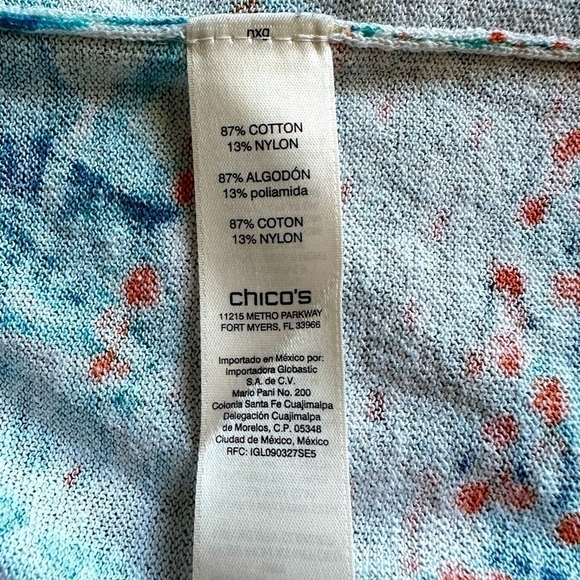 87% COTTON
13% NYLON
87% ALGODÓN
13% poliamida
87% COTON
13% NYLON
chico's
11215 METRO PARKWAY
FORT MYERS, FL 33966
Importado en México por:
Importadora Globastic
S.A. de C.V.
Mario Pani No. 200
Colonia Santa Fe Cuajimalpa
Delegación Cuajimalpa
de Morelos, C.P. 05348
Ciudad de México, México
RFC: IGL090327SE5